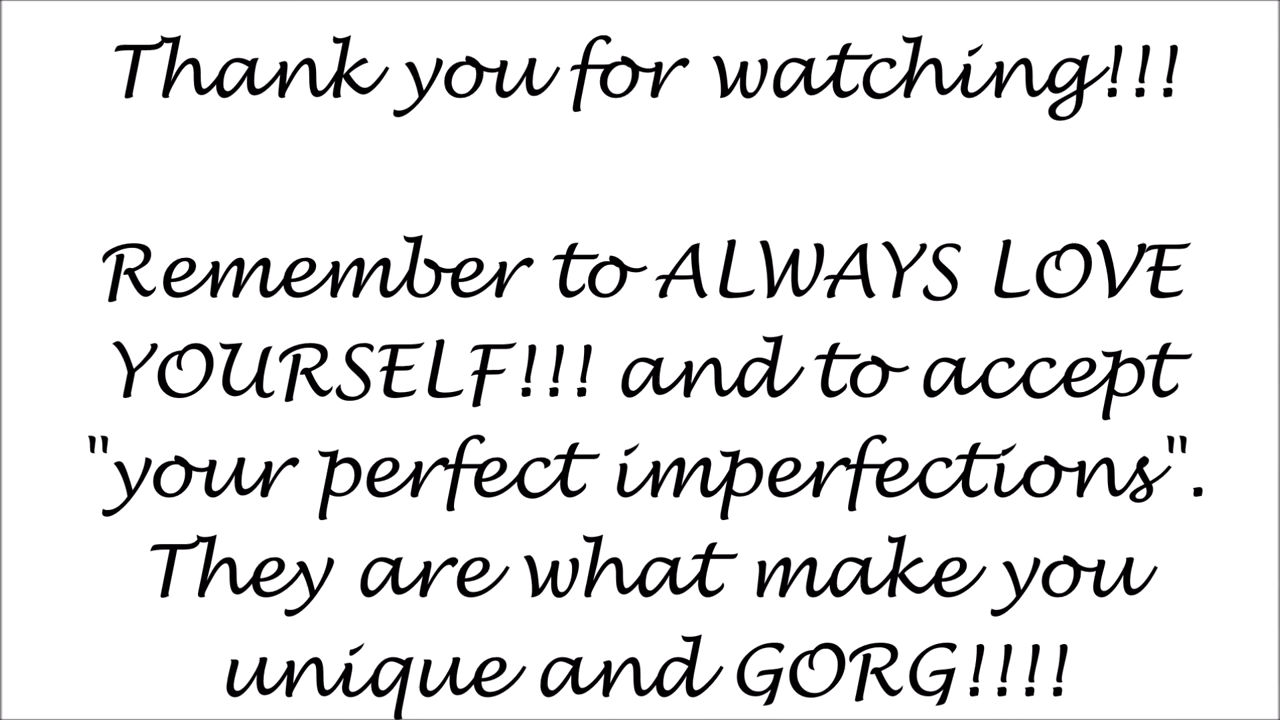 Thank you for watching!!!
Remember to ALWAYS LOVE
YOURSELF!!! and to accept
"your perfect imperfections".
They are what make you
unique and GORG!!!!